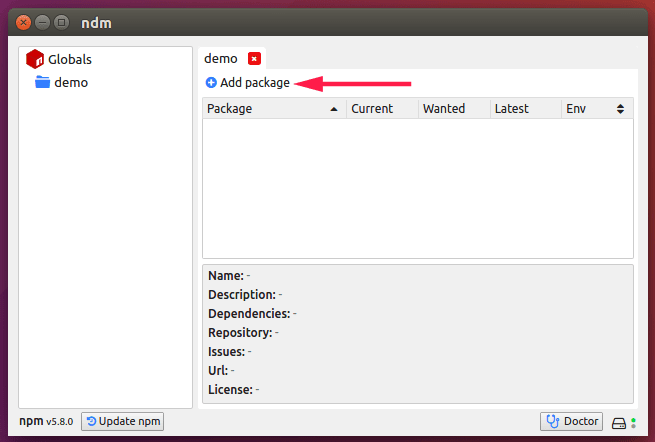 ndm
Globals
demo
demo
Add package
Package Current Wanted Latest Env
Name: -
Description: -
Dependencies: -
Repository: -
Issues: -
Url: -
License: -
npm v5.8.0 Update npm Doctor